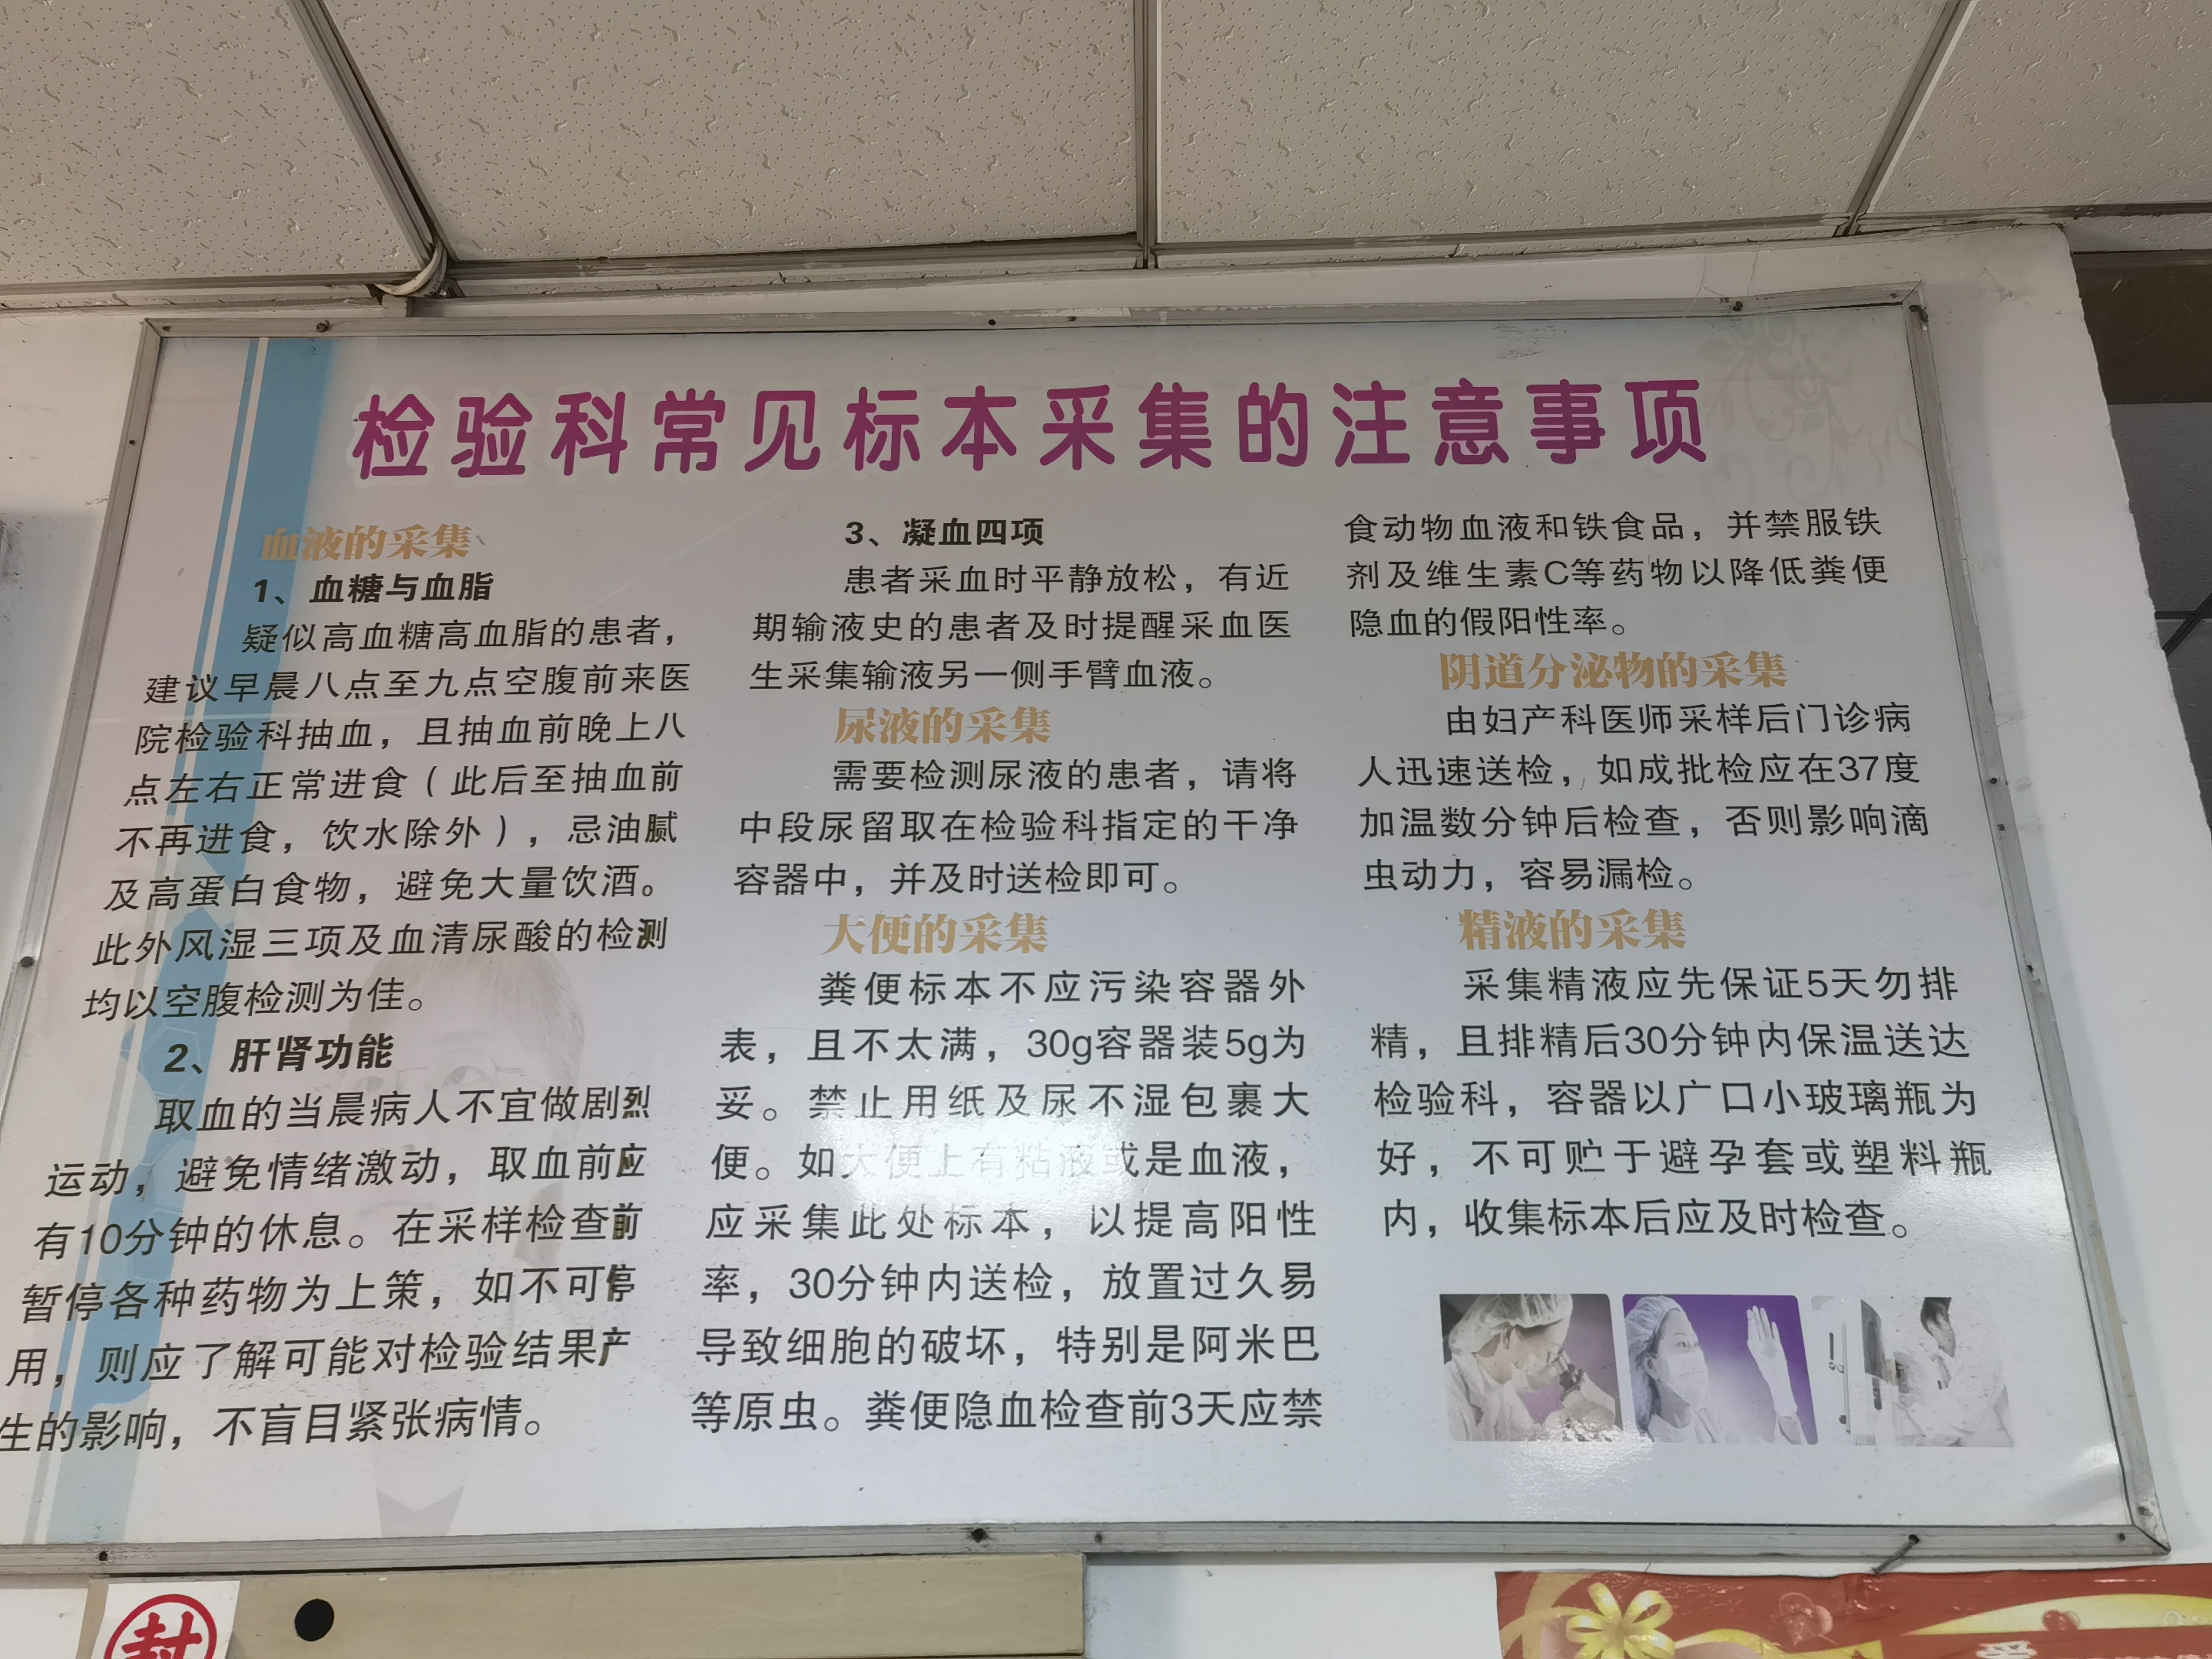 检验科常见标本采集的注意事项
血液的采集
1、血糖与血脂
疑似高血糖高血脂的患者，
建议早晨八点至九点空腹前来医
院检验科抽血，且抽血前晚上八
点左右正常进食（此后至抽血前
不再进食，饮水除外），忌油腻
及高蛋白食物，避免大量饮酒。
此外风湿三项及血清尿酸的检测
均以空腹检测为佳。
2、肝肾功能
取血的当晨病人不宜做剧烈
运动，避免情绪激动，取血前应
有10分钟的休息。在采样检查前
暂停各种药物为上策，如不可停
用，则应了解可能对检验结果产
生的影响，不盲目紧张病情。
3、凝血四项
患者采血时平静放松，有近
期输液史的患者及时提醒采血医
生采集输液另一侧手臂血液。
尿液的采集
需要检测尿液的患者，请将
中段尿留取在检验科指定的干净
容器中，并及时送检即可。
大便的采集
粪便标本不应污染容器外
表，且不太满，30g容器装5g为
妥。禁止用纸及尿不湿包裹大
便。如大便上有粘液或是血液，
应采集此处标本，以提高阳性
率，30分钟内送检，放置过久易
导致细胞的破坏，特别是阿米巴
等原虫。粪便隐血检查前3天应禁
食动物血液和铁食品，并禁服铁
剂及维生素C等药物以降低粪便
隐血的假阳性率。
阴道分泌物的采集
由妇产科医师采样后门诊病
人迅速送检，如成批检应在37度
加温数分钟后检查，否则影响滴
虫动力，容易漏检。
精液的采集
采集精液应先保证5天勿排
精，且排精后30分钟内保温送达
检验科，容器以广口小玻璃瓶为
好，不可贮于避孕套或塑料瓶
内，收集标本后应及时检查。
封